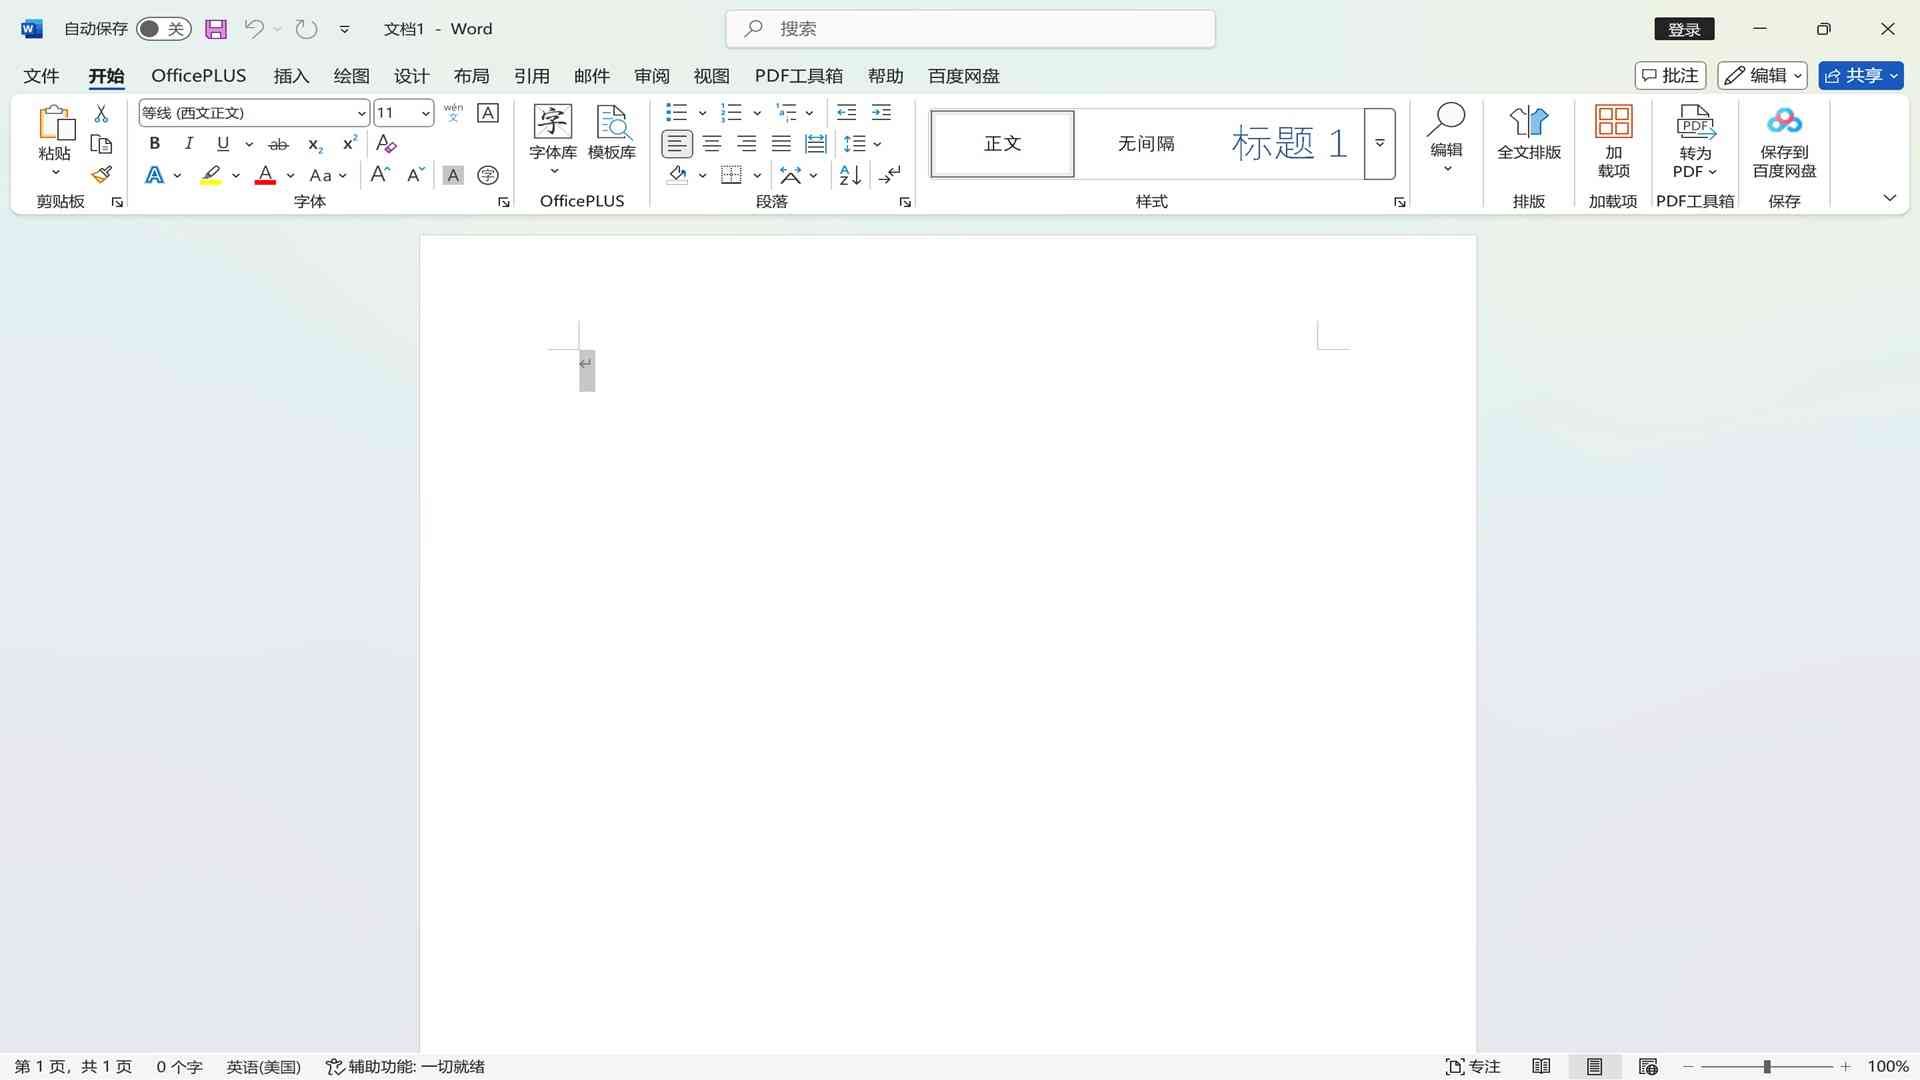 自动保存 关 文档1 - Word 搜索 登录
文件 开始 OfficePLUS 插入 绘图 设计 布局 引用 邮件 审阅 视图 PDF工具箱 帮助 百度网盘 批注 编辑 共享
粘贴
剪贴板
等线 (西文正文) 11 wén 文 A
B I U ab x₂ x² A
A A Aa A A A 字
字体
字 字体库 模板库
OfficePLUS
段落
正文 无间隔 标题 1
样式
编辑
全文排版
排版
加
载项
加载项
PDF
转为
PDF
PDF工具箱
保存到
百度网盘
保存
第 1 页，共 1 页 0 个字 英语(美国) 辅助功能: 一切就绪 专注 100%